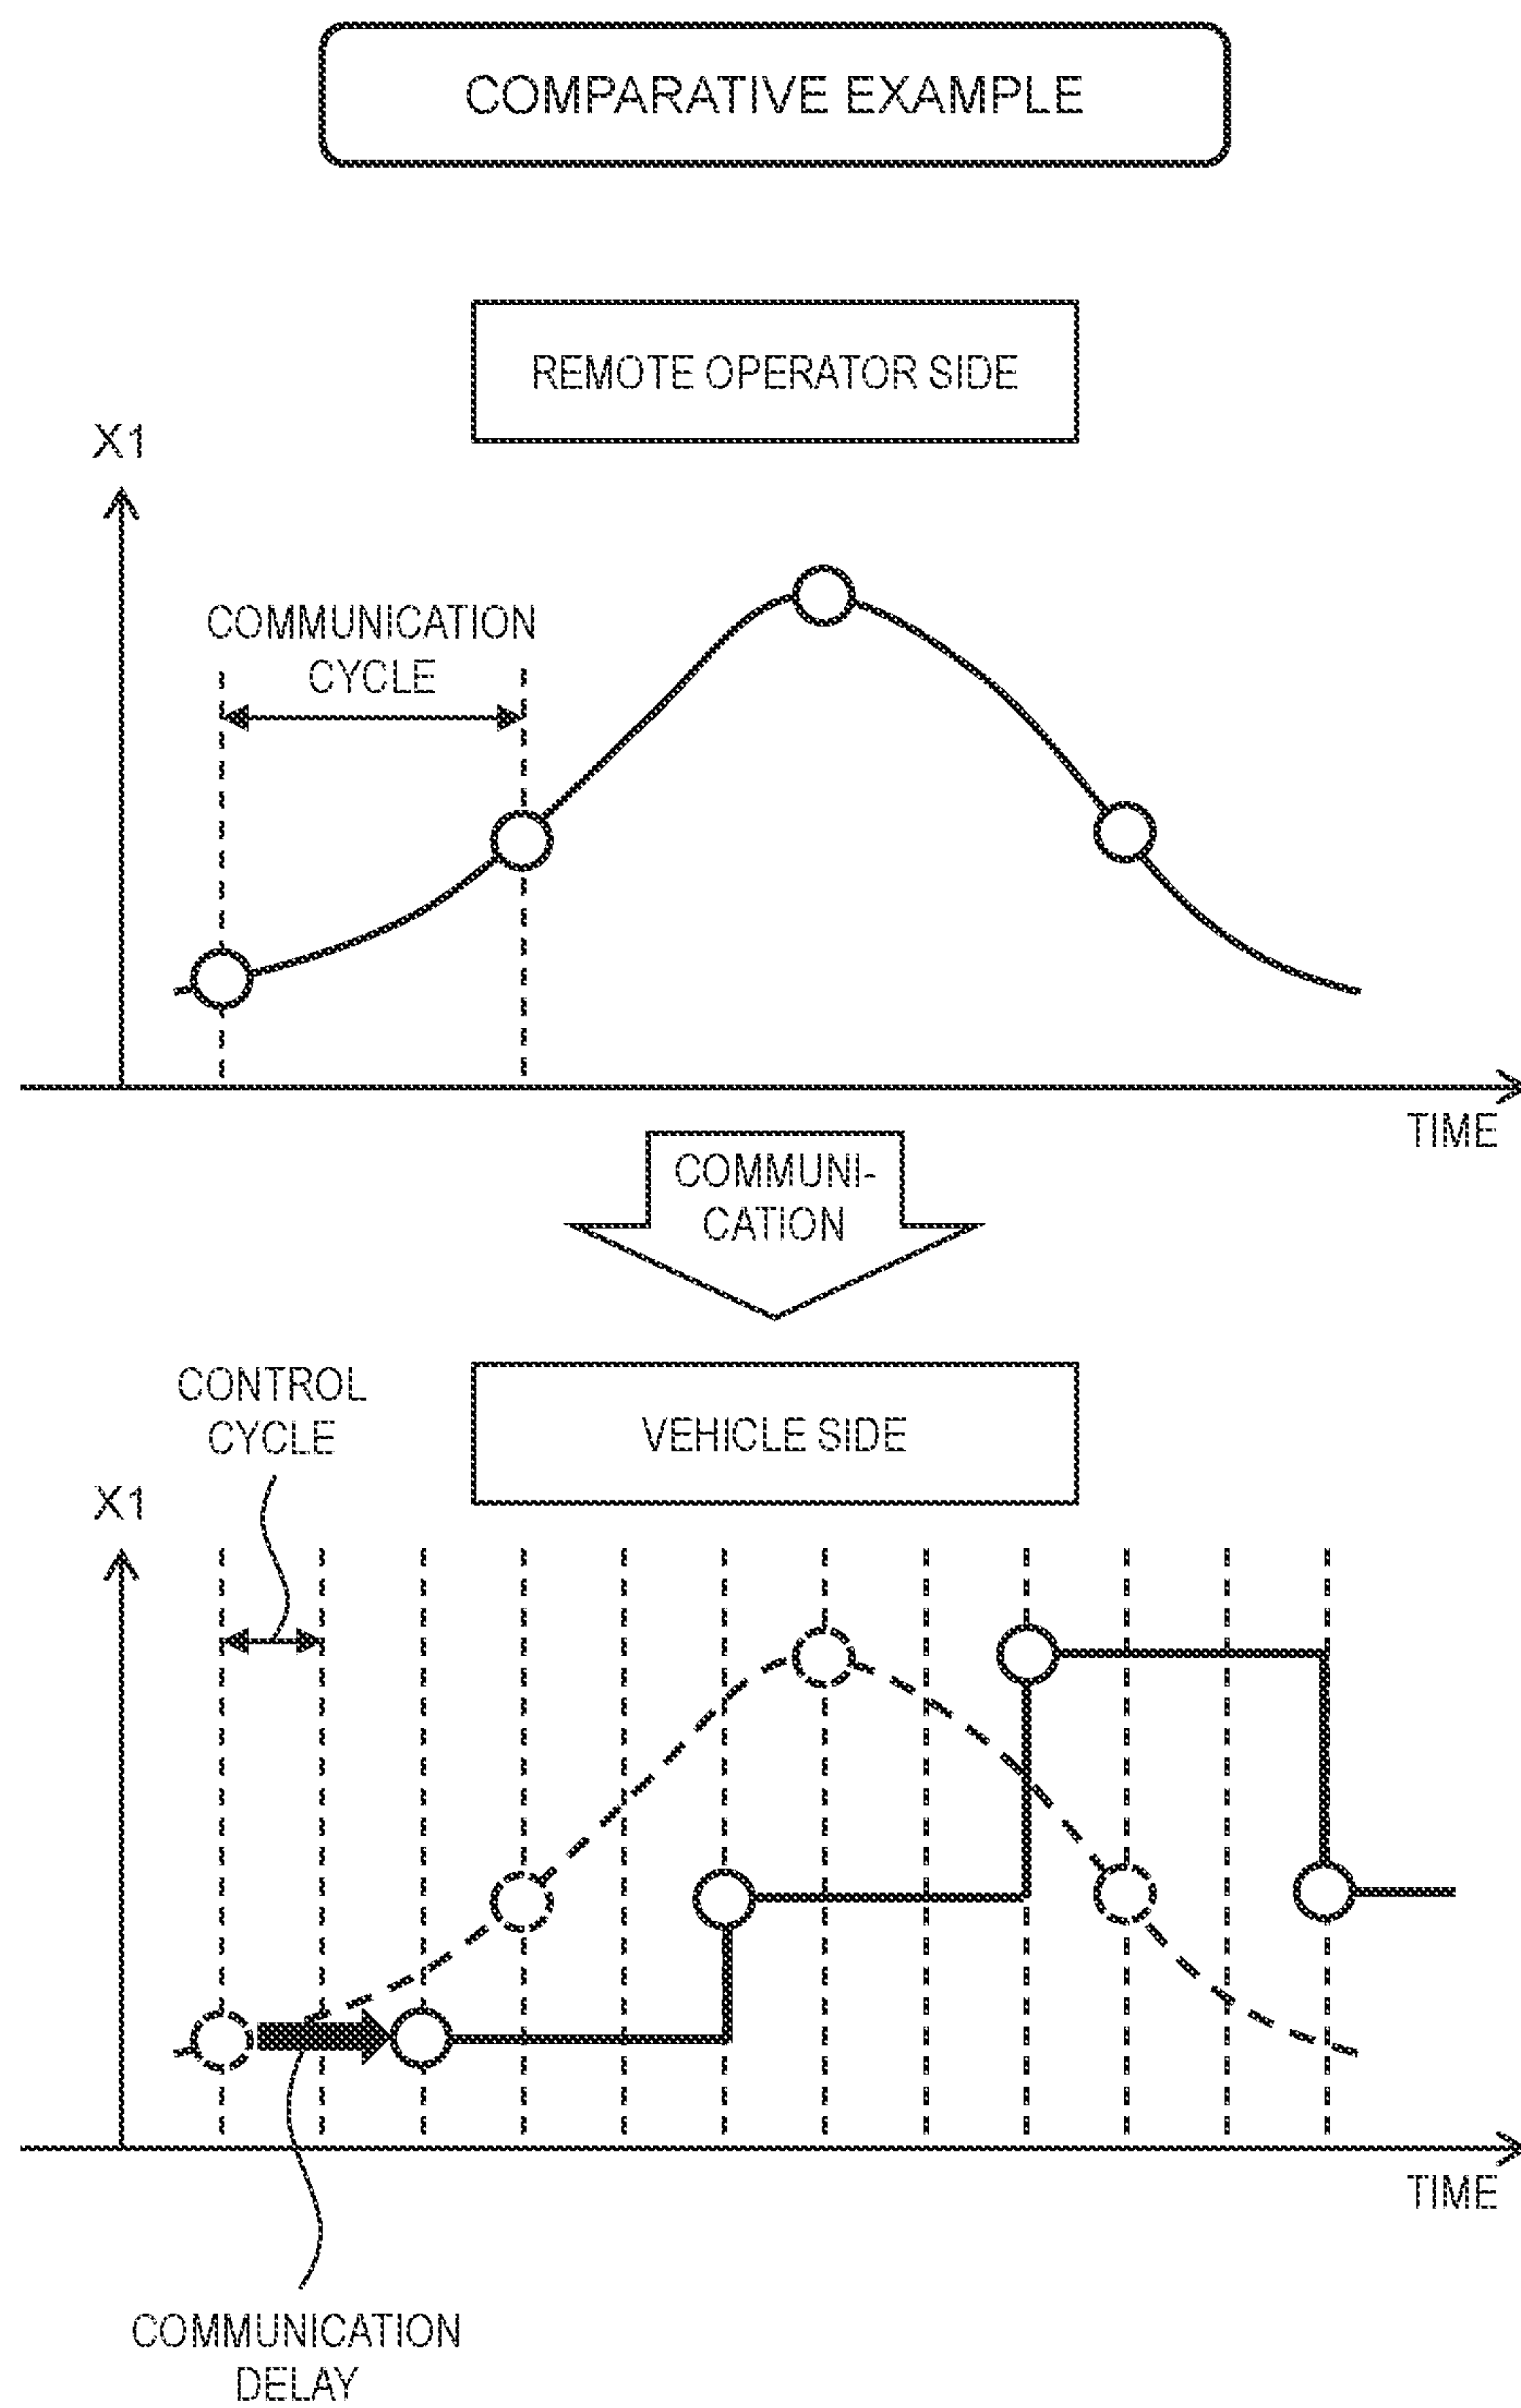 COMPARATIVE EXAMPLE
REMOTE OPERATOR SIDE
X1
COMMUNICATION
CYCLE
TIME
COMMUNI-
CATION
CONTROL
CYCLE
VEHICLE SIDE
X1
TIME
COMMUNICATION
DELAY